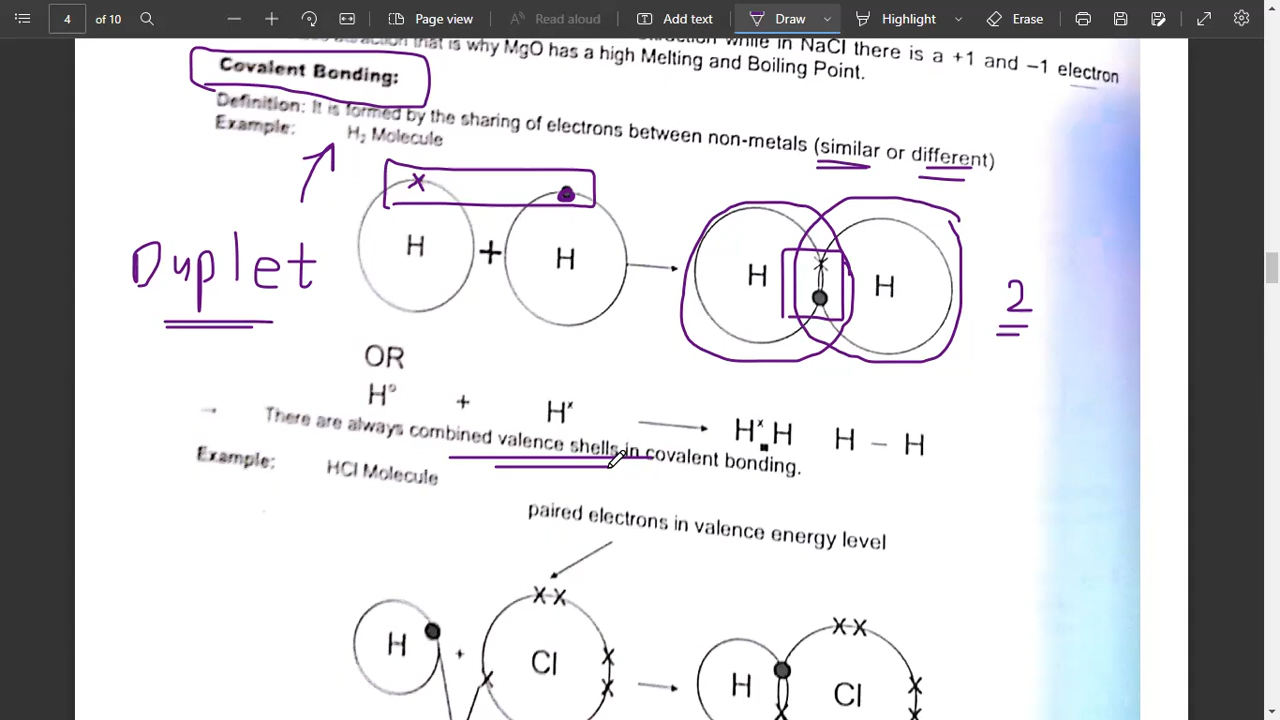 4 of 10 Page view Read aloud Add text Draw Highlight Erase
attraction that is why MgO has a high Melting and Boiling Point.
while in NaCl there is a +1 and −1 electron
Covalent Bonding:
Definition: It is formed by the sharing of electrons between non-metals (similar or different)
Example: H₂ Molecule
H + H → H H
Duplet
2
OR
H° + Hˣ → Hˣ.H H – H
→ There are always combined valence shells in covalent bonding.
Example: HCl Molecule
paired electrons in valence energy level
H + Cl → H Cl